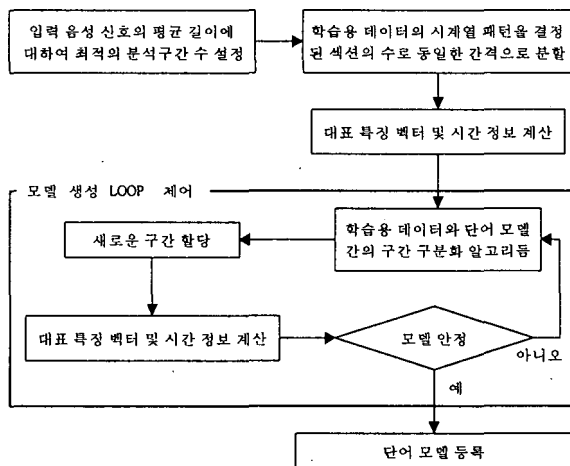 입력 음성 신호의 평균 길이에
대하여 최적의 분석구간 수 설정
학습용 데이터의 시계열 패턴을 결정
된 섹션의 수로 동일한 간격으로 분할
대표 특징 벡터 및 시간 정보 계산
모델 생성 LOOP 제어
학습용 데이터와 단어 모델
간의 구간 구분화 알고리듬
새로운 구간 할당
대표 특징 벡터 및 시간 정보 계산
모델 안정
아니오
예
단어 모델 등록